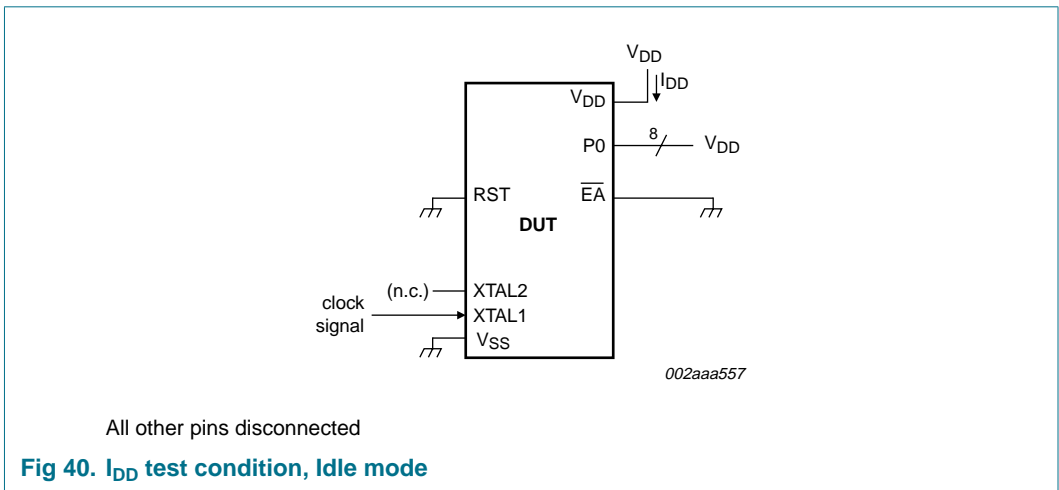 VDD
IDD
VDD
8
P0
VDD
RST
EA
DUT
(n.c.)
XTAL2
clock
signal
XTAL1
VSS
002aaa557
All other pins disconnected
Fig 40. IDD test condition, Idle mode